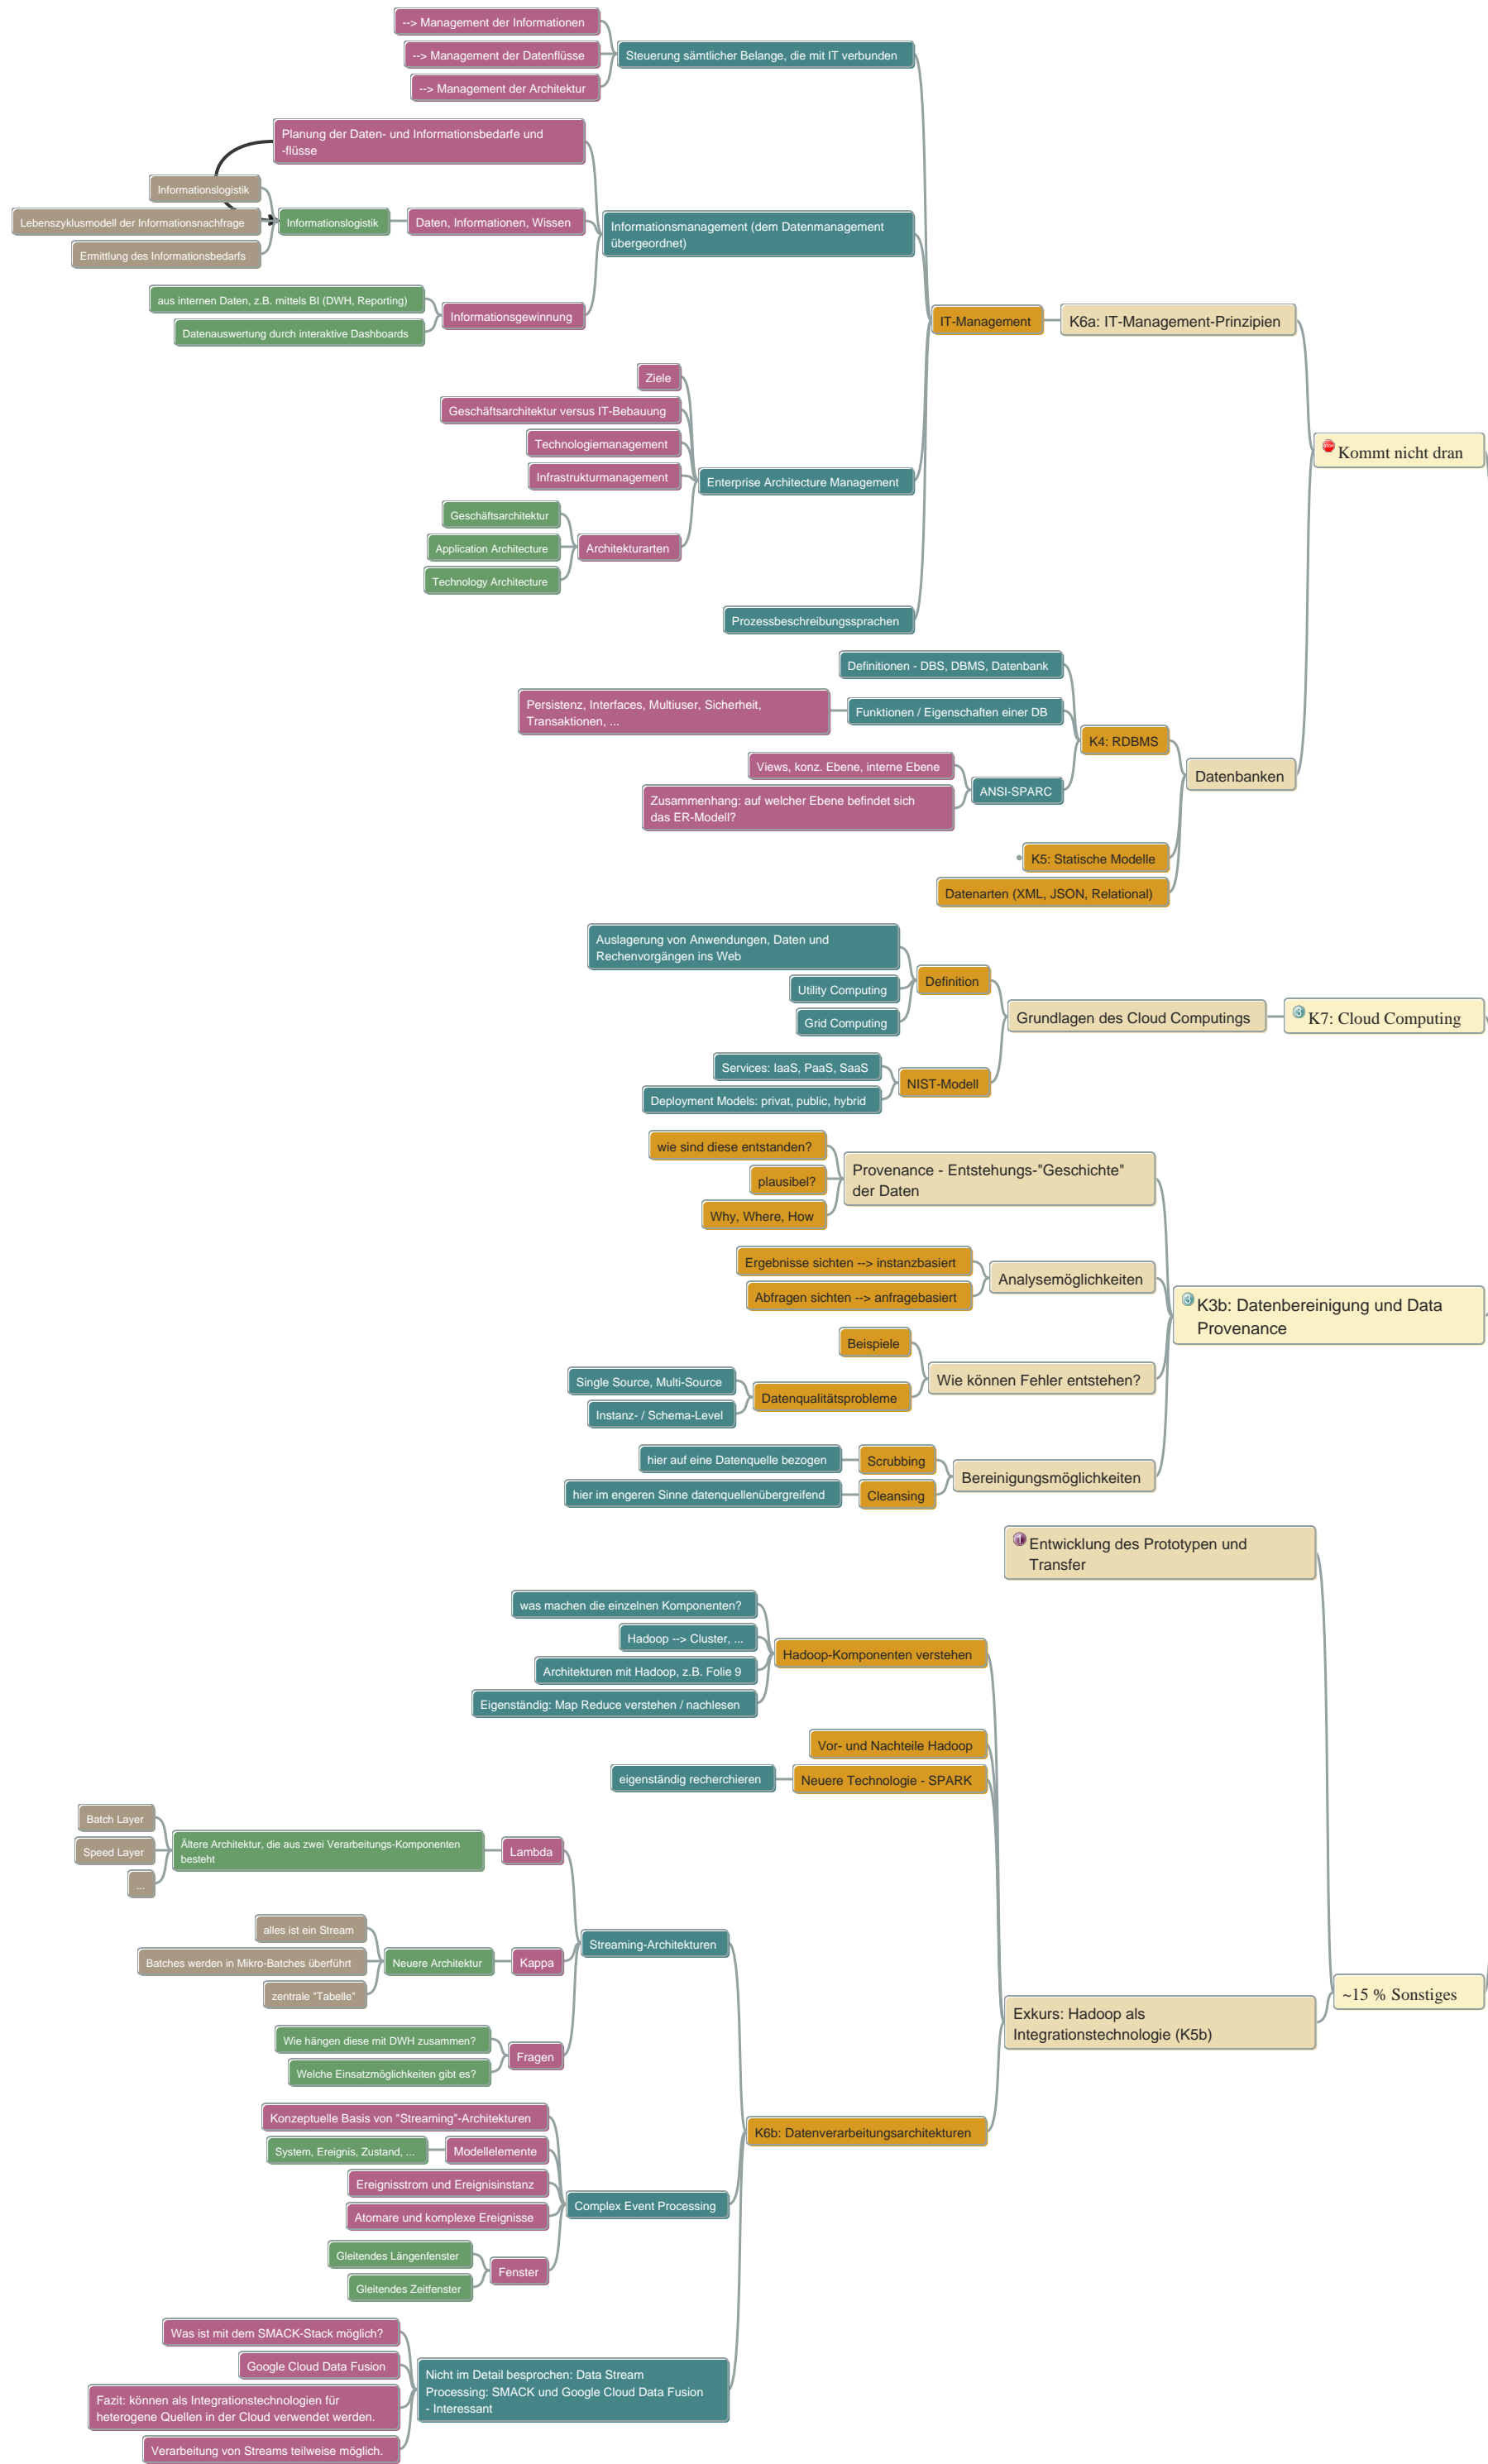 --> Management der Informationen
--> Management der Datenflüsse
--> Management der Architektur
Steuerung sämtlicher Belange, die mit IT verbunden
Planung der Daten- und Informationsbedarfe und
-flüsse
Informationslogistik
Lebenszyklusmodell der Informationsnachfrage
Ermittlung des Informationsbedarfs
Informationslogistik
Daten, Informationen, Wissen
aus internen Daten, z.B. mittels BI (DWH, Reporting)
Datenauswertung durch interaktive Dashboards
Informationsgewinnung
Informationsmanagement (dem Datenmanagement
übergeordnet)
Ziele
Geschäftsarchitektur versus IT-Bebauung
Technologiemanagement
Infrastrukturmanagement
Geschäftsarchitektur
Application Architecture
Technology Architecture
Architekturarten
Enterprise Architecture Management
Prozessbeschreibungssprachen
IT-Management
K6a: IT-Management-Prinzipien
Definitionen - DBS, DBMS, Datenbank
Persistenz, Interfaces, Multiuser, Sicherheit,
Transaktionen, ...
Funktionen / Eigenschaften einer DB
Views, konz. Ebene, interne Ebene
Zusammenhang: auf welcher Ebene befindet sich
das ER-Modell?
ANSI-SPARC
K4: RDBMS
K5: Statische Modelle
Datenarten (XML, JSON, Relational)
Datenbanken
STOP
Kommt nicht dran
Auslagerung von Anwendungen, Daten und
Rechenvorgängen ins Web
Utility Computing
Grid Computing
Definition
Services: IaaS, PaaS, SaaS
Deployment Models: privat, public, hybrid
NIST-Modell
Grundlagen des Cloud Computings
K7: Cloud Computing
wie sind diese entstanden?
plausibel?
Why, Where, How
Provenance - Entstehungs-"Geschichte"
der Daten
Ergebnisse sichten --> instanzbasiert
Abfragen sichten --> anfragebasiert
Analysemöglichkeiten
Beispiele
Single Source, Multi-Source
Instanz- / Schema-Level
Datenqualitätsprobleme
Wie können Fehler entstehen?
hier auf eine Datenquelle bezogen
Scrubbing
hier im engeren Sinne datenquellenübergreifend
Cleansing
Bereinigungsmöglichkeiten
K3b: Datenbereinigung und Data
Provenance
1
Entwicklung des Prototypen und
Transfer
was machen die einzelnen Komponenten?
Hadoop --> Cluster, ...
Architekturen mit Hadoop, z.B. Folie 9
Eigenständig: Map Reduce verstehen / nachlesen
Hadoop-Komponenten verstehen
Vor- und Nachteile Hadoop
eigenständig recherchieren
Neuere Technologie - SPARK
Batch Layer
Speed Layer
...
Ältere Architektur, die aus zwei Verarbeitungs-Komponenten
besteht
Lambda
alles ist ein Stream
Batches werden in Mikro-Batches überführt
zentrale "Tabelle"
Neuere Architektur
Kappa
Wie hängen diese mit DWH zusammen?
Welche Einsatzmöglichkeiten gibt es?
Fragen
Streaming-Architekturen
Konzeptuelle Basis von "Streaming"-Architekturen
System, Ereignis, Zustand, ...
Modellelemente
Ereignisstrom und Ereignisinstanz
Atomare und komplexe Ereignisse
Gleitendes Längenfenster
Gleitendes Zeitfenster
Fenster
Complex Event Processing
Was ist mit dem SMACK-Stack möglich?
Google Cloud Data Fusion
Fazit: können als Integrationstechnologien für
heterogene Quellen in der Cloud verwendet werden.
Verarbeitung von Streams teilweise möglich.
Nicht im Detail besprochen: Data Stream
Processing: SMACK und Google Cloud Data Fusion
- Interessant
K6b: Datenverarbeitungsarchitekturen
Exkurs: Hadoop als
Integrationstechnologie (K5b)
~15 % Sonstiges